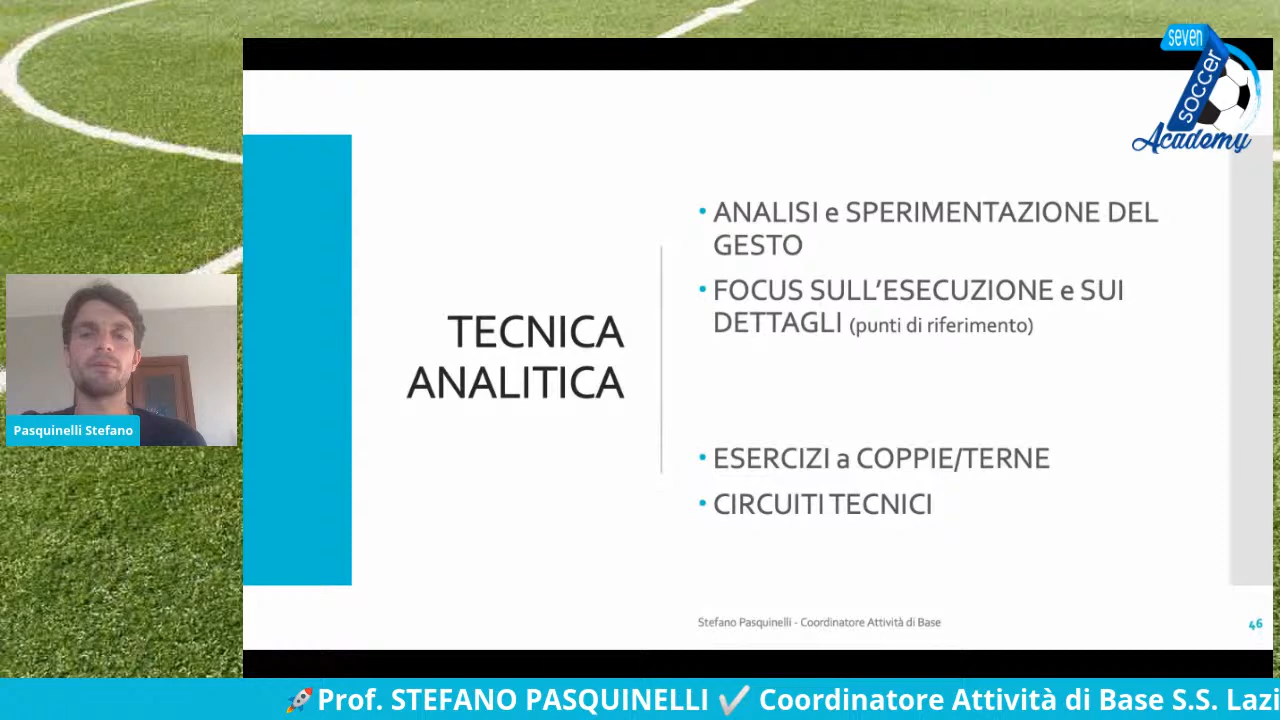 seven
SOCCER
Academy
• ANALISI e SPERIMENTAZIONE DEL
GESTO
• FOCUS SULL'ESECUZIONE e SUI
DETTAGLI (punti di riferimento)
TECNICA
ANALITICA
• ESERCIZI a COPPIE/TERNE
• CIRCUITI TECNICI
Pasquinelli Stefano
Stefano Pasquinelli - Coordinatore Attività di Base
46
🚀Prof. STEFANO PASQUINELLI ✔️ Coordinatore Attività di Base S.S. Lazi